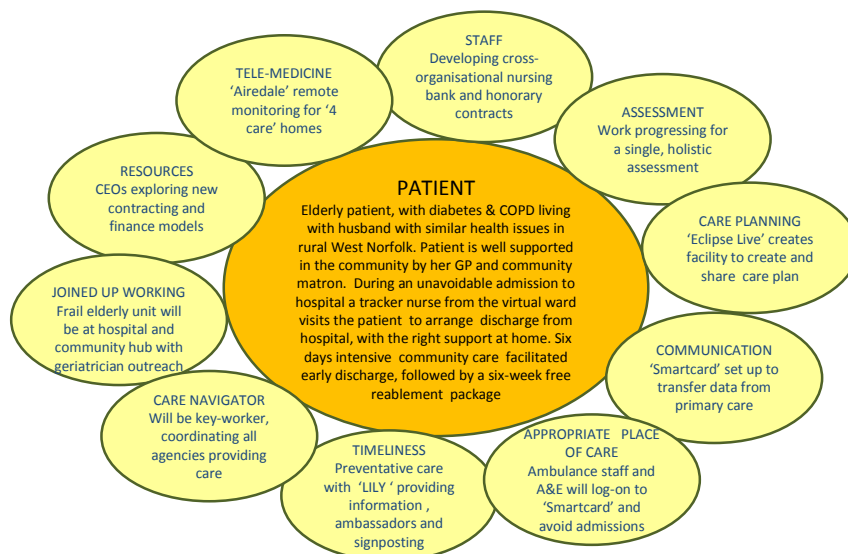 STAFF
Developing cross-
organisational nursing
bank and honorary
contracts
TELE-MEDICINE
‘Airedale’ remote
monitoring for ‘4
care’ homes
ASSESSMENT
Work progressing for
a single, holistic
assessment
RESOURCES
CEOs exploring new
contracting and
finance models
PATIENT
Elderly patient, with diabetes & COPD living
with husband with similar health issues in
rural West Norfolk. Patient is well supported
in the community by her GP and community
matron. During an unavoidable admission to
hospital a tracker nurse from the virtual ward
visits the patient to arrange discharge from
hospital, with the right support at home. Six
days intensive community care facilitated
early discharge, followed by a six-week free
reablement package
CARE PLANNING
‘Eclipse Live’ creates
facility to create and
share care plan
JOINED UP WORKING
Frail elderly unit will
be at hospital and
community hub with
geriatrician outreach
COMMUNICATION
‘Smartcard’ set up to
transfer data from
primary care
CARE NAVIGATOR
Will be key-worker,
coordinating all
agencies providing
care
TIMELINESS
Preventative care
with ‘LILY ‘ providing
information ,
ambassadors and
signposting
APPROPRIATE PLACE
OF CARE
Ambulance staff and
A&E will log-on to
‘Smartcard’ and
avoid admissions